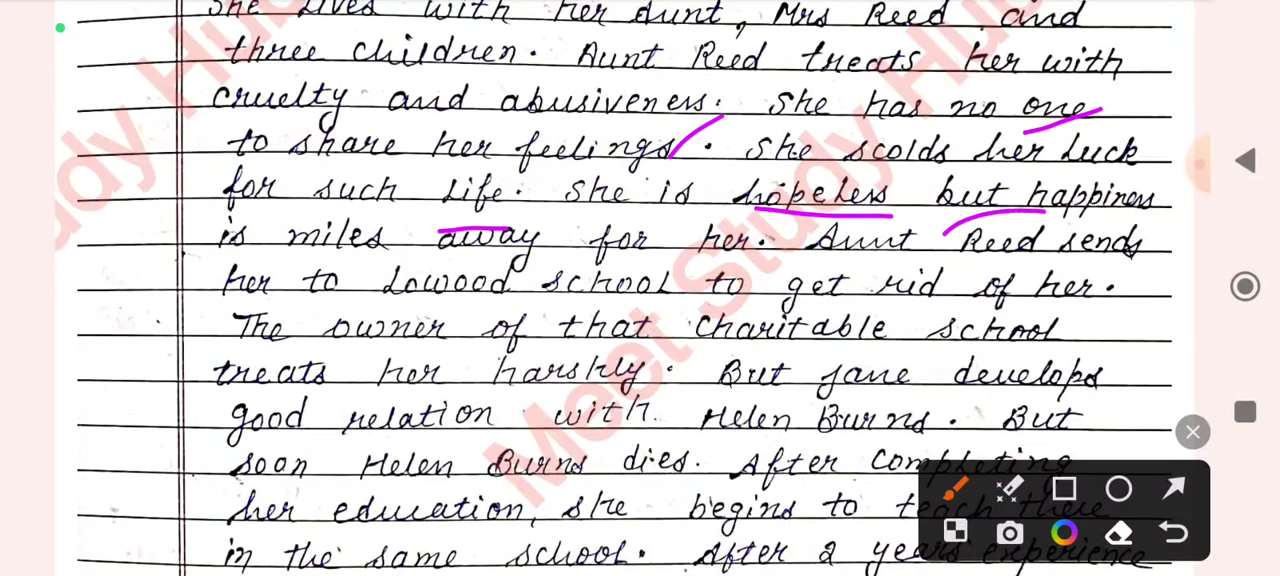 She lives with her Aunt, Mrs Reed and
three children. Aunt Reed treats her with
cruelty and abusiveness. She has no one
to share her feelings. She scolds her luck
for such life. She is hopeless but happiness
is miles away for her. Aunt Reed sends
her to Lowood school to get rid of her.
The owner of that charitable school
treats her harshly. But Jane develops
good relation with Helen Burns. But
soon Helen Burns dies. After completing
her education, she begins to teach there
in the same school. After 2 years experience
Meet Study Hub